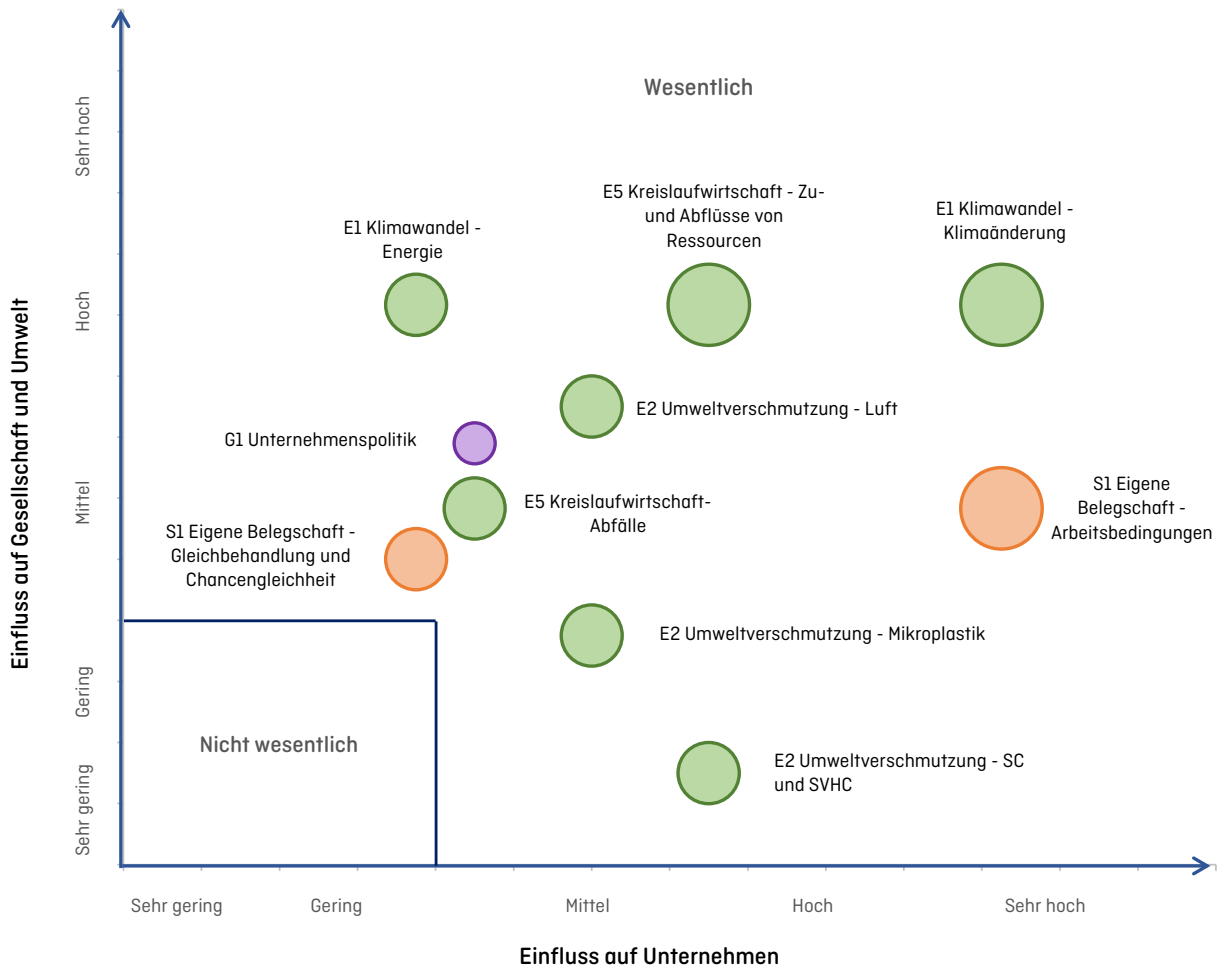 Wesentlich
E5 Kreislaufwirtschaft - Zu-
und Abflüsse von
Ressourcen
E1 Klimawandel -
Klimaänderung
E1 Klimawandel -
Energie
E2 Umweltverschmutzung - Luft
G1 Unternehmenspolitik
E5 Kreislaufwirtschaft-
Abfälle
S1 Eigene
Belegschaft -
Arbeitsbedingungen
S1 Eigene Belegschaft -
Gleichbehandlung und
Chancengleichheit
E2 Umweltverschmutzung - Mikroplastik
Nicht wesentlich
E2 Umweltverschmutzung - SC
und SVHC
Einfluss auf Gesellschaft und Umwelt
Sehr hoch
Hoch
Mittel
Gering
Sehr gering
Sehr gering
Gering
Mittel
Hoch
Sehr hoch
Einfluss auf Unternehmen